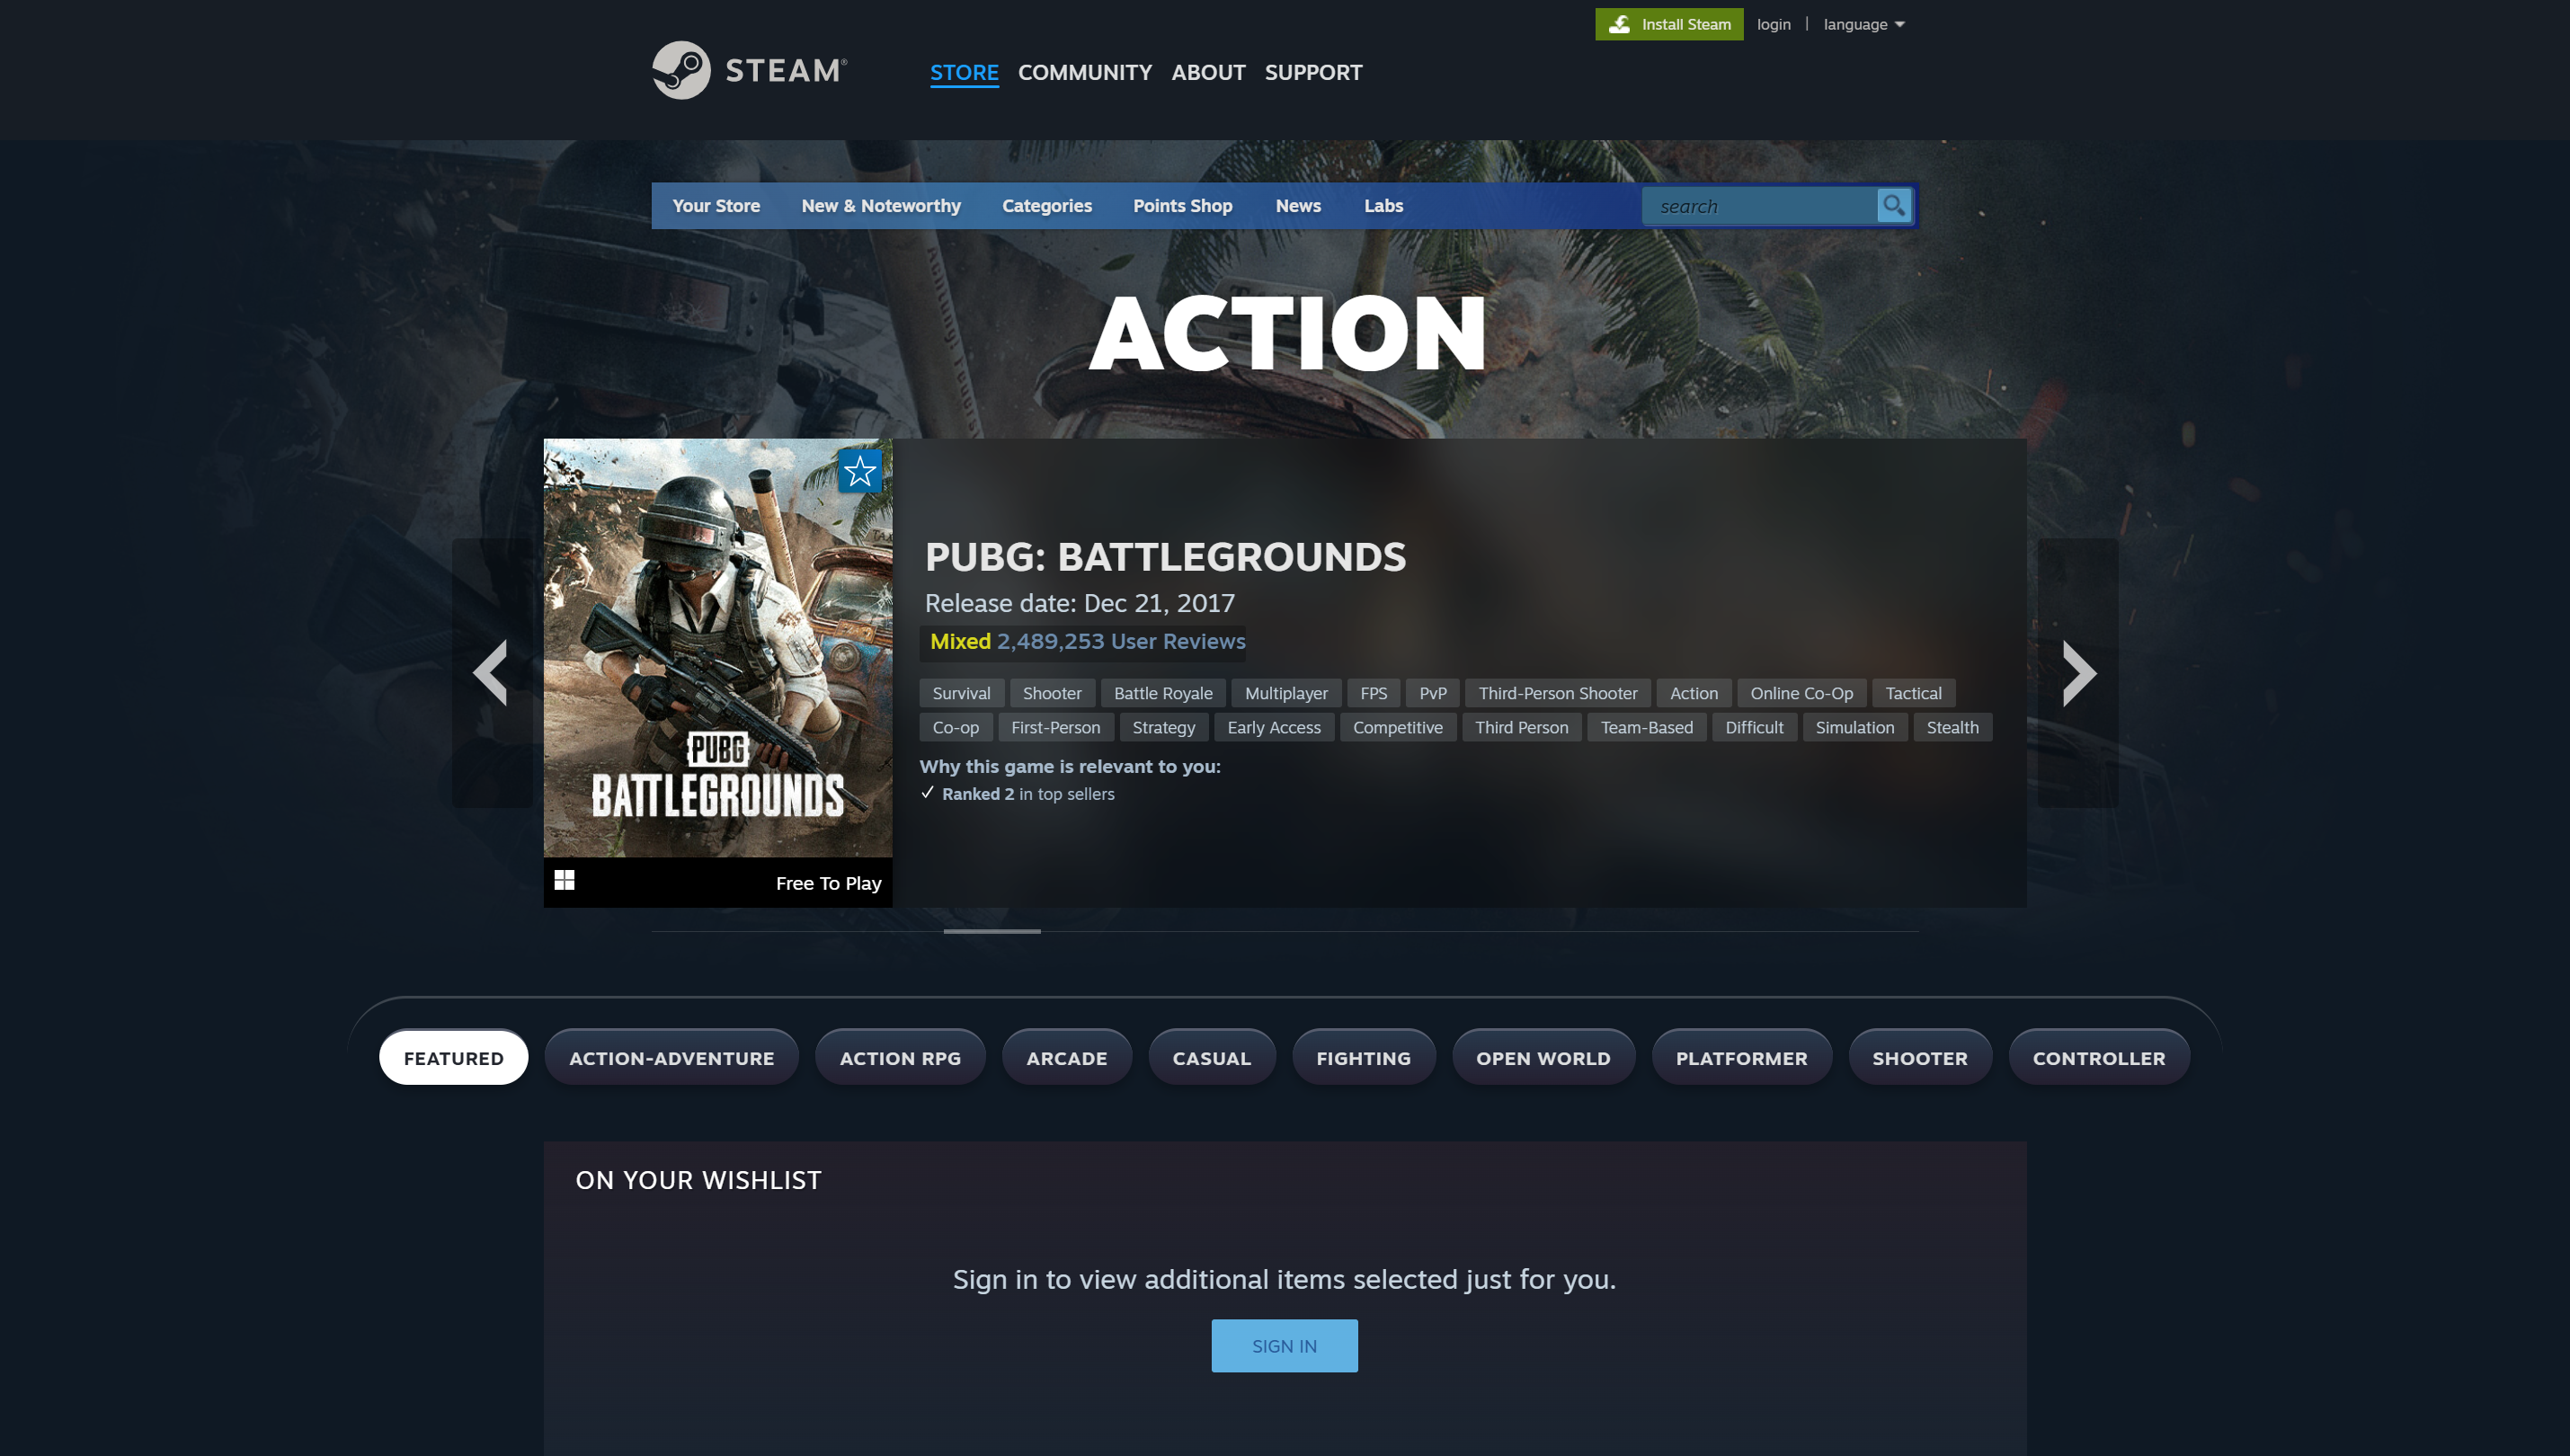 Install Steam login | language
STEAM®
STORE COMMUNITY ABOUT SUPPORT
Your Store New & Noteworthy Categories Points Shop News Labs search
ACTION
PUBG: BATTLEGROUNDS
Release date: Dec 21, 2017
Mixed 2,489,253 User Reviews
Survival Shooter Battle Royale Multiplayer FPS PvP Third-Person Shooter Action Online Co-Op Tactical
Co-op First-Person Strategy Early Access Competitive Third Person Team-Based Difficult Simulation Stealth
Why this game is relevant to you:
Ranked 2 in top sellers
PUBG
BATTLEGROUNDS
Free To Play
FEATURED ACTION-ADVENTURE ACTION RPG ARCADE CASUAL FIGHTING OPEN WORLD PLATFORMER SHOOTER CONTROLLER
ON YOUR WISHLIST
Sign in to view additional items selected just for you.
SIGN IN